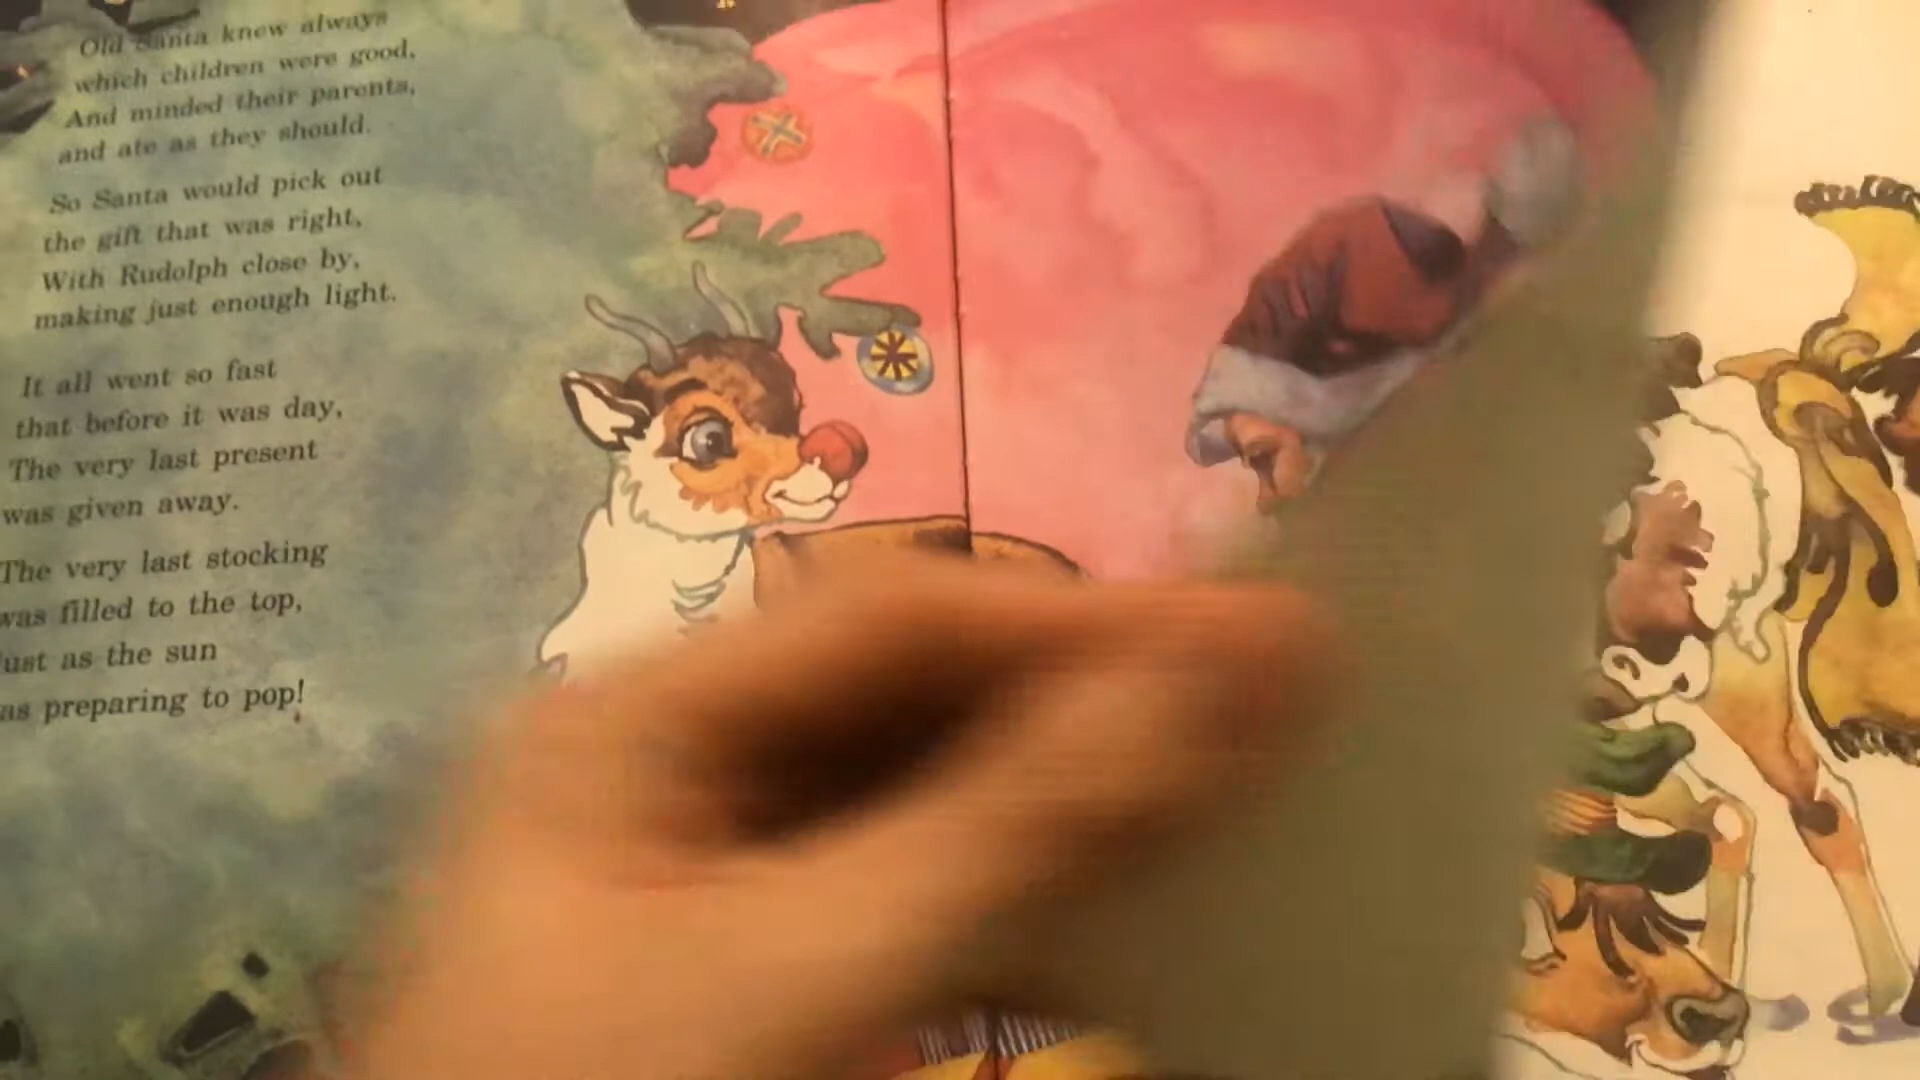 Old Santa knew always
which children were good,
And minded their parents,
and ate as they should.
So Santa would pick out
the gift that was right,
With Rudolph close by,
making just enough light.
It all went so fast
that before it was day,
The very last present
was given away.
The very last stocking
was filled to the top,
ust as the sun
as preparing to pop!